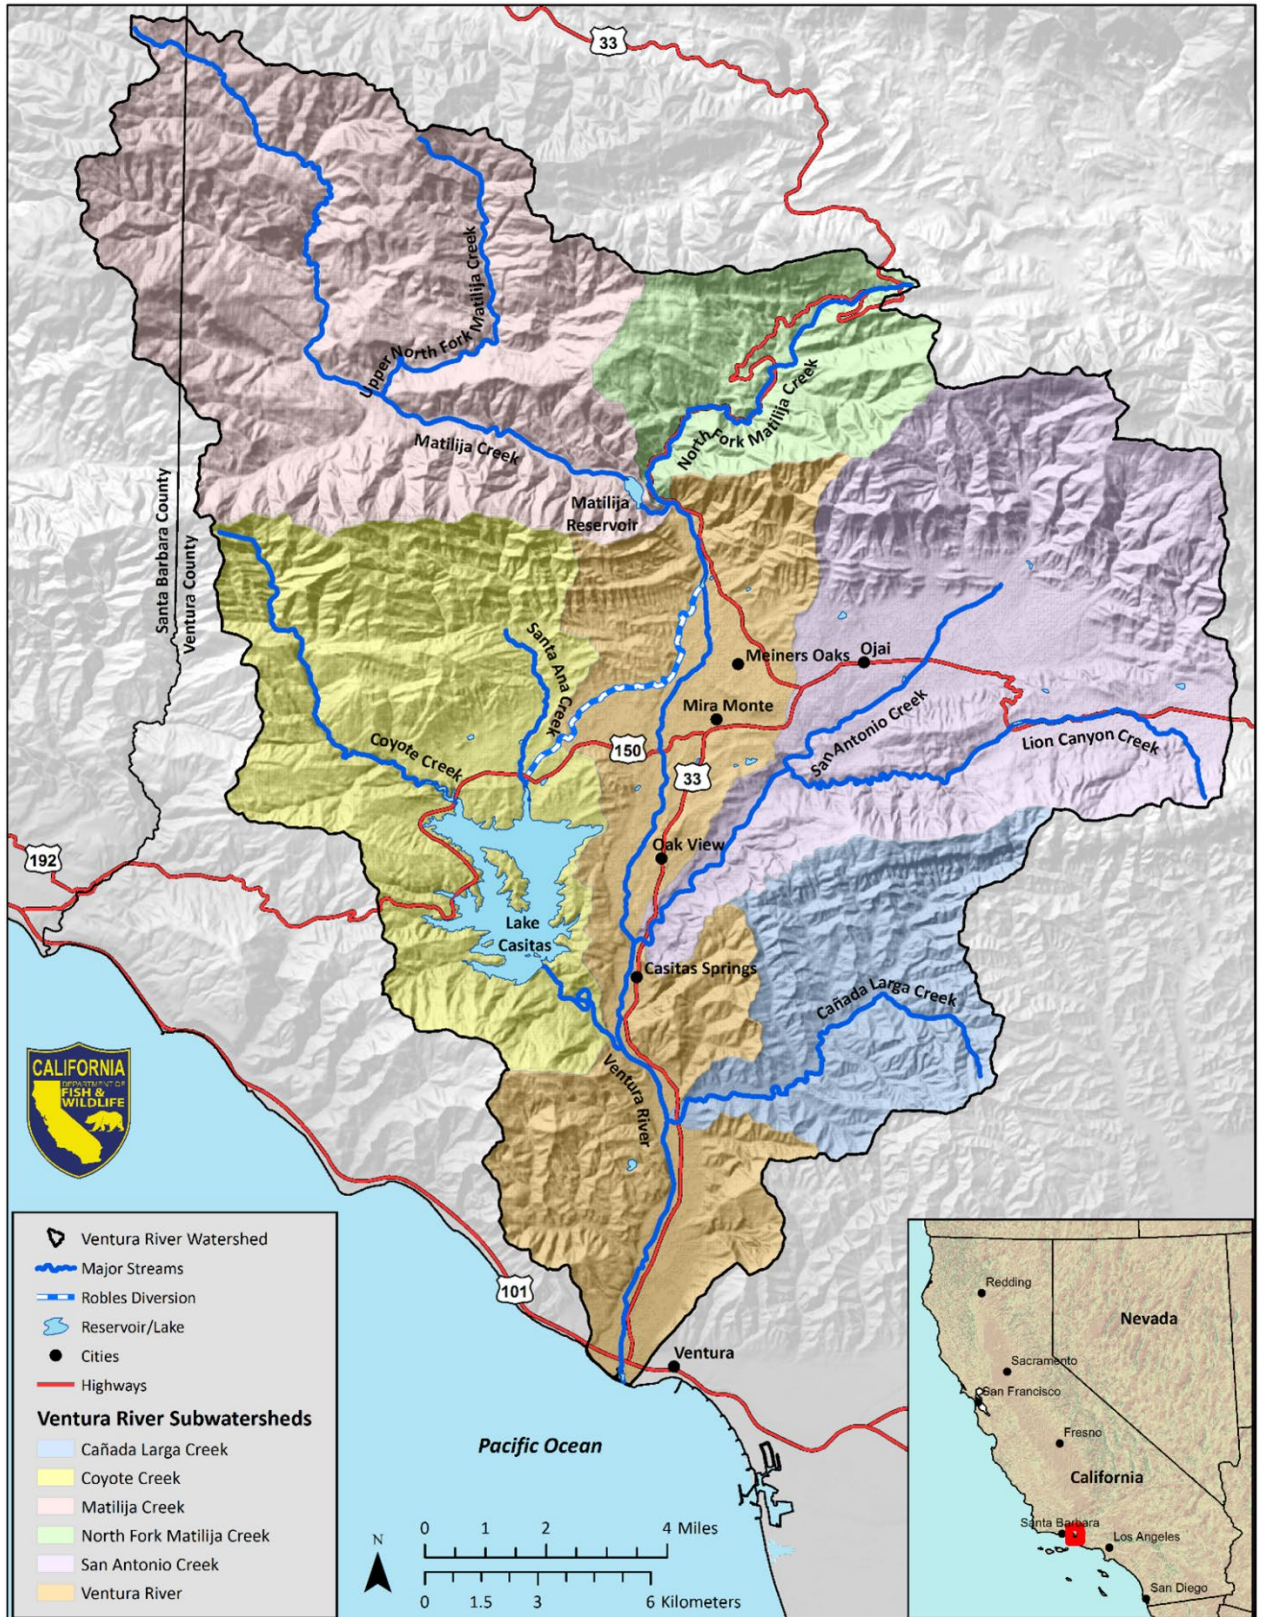 33
Upper North Fork Matilija Creek
Matilija Creek
North Fork Matilija Creek
Matilija
Reservoir
Santa Barbara County
Ventura County
Santa Ana Creek
Meiners Oaks
Ojai
Mira Monte
San Antonio Creek
Lion Canyon Creek
Coyote Creek
150
33
192
Oak View
Lake
Casitas
Casitas Springs
Cañada Larga Creek
Ventura River
CALIFORNIA
DEPARTMENT OF
FISH &
WILDLIFE
101
Ventura
Pacific Ocean
Ventura River Watershed
Major Streams
Robles Diversion
Reservoir/Lake
Cities
Highways
Ventura River Subwatersheds
Cañada Larga Creek
Coyote Creek
Matilija Creek
North Fork Matilija Creek
San Antonio Creek
Ventura River
N
0 1 2 4 Miles
0 1.5 3 6 Kilometers
Redding
Nevada
Sacramento
San Francisco
Fresno
California
Santa Barbara
Los Angeles
San Diego